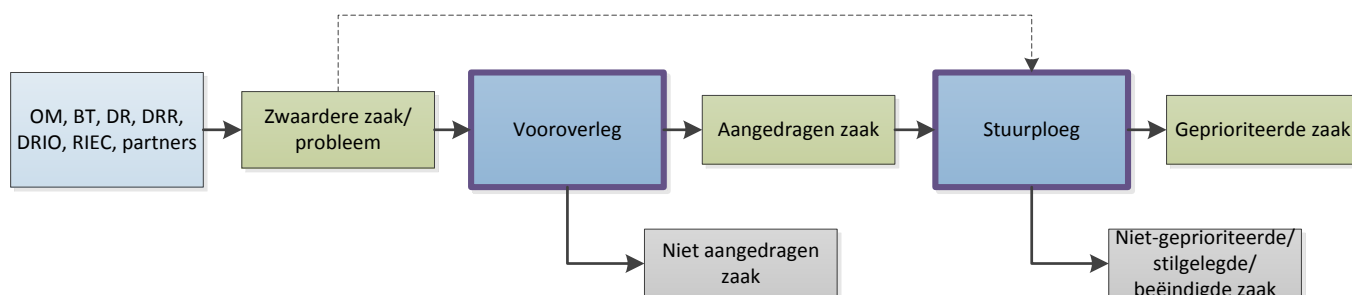 OM, BT, DR, DRR,
DRIO, RIEC, partners
Zwaardere zaak/
probleem
Vooroverleg
Aangedragen zaak
Stuurploeg
Geprioriteerde zaak
Niet aangedragen
zaak
Niet-geprioriteerde/
stilgelegde/
beëindigde zaak